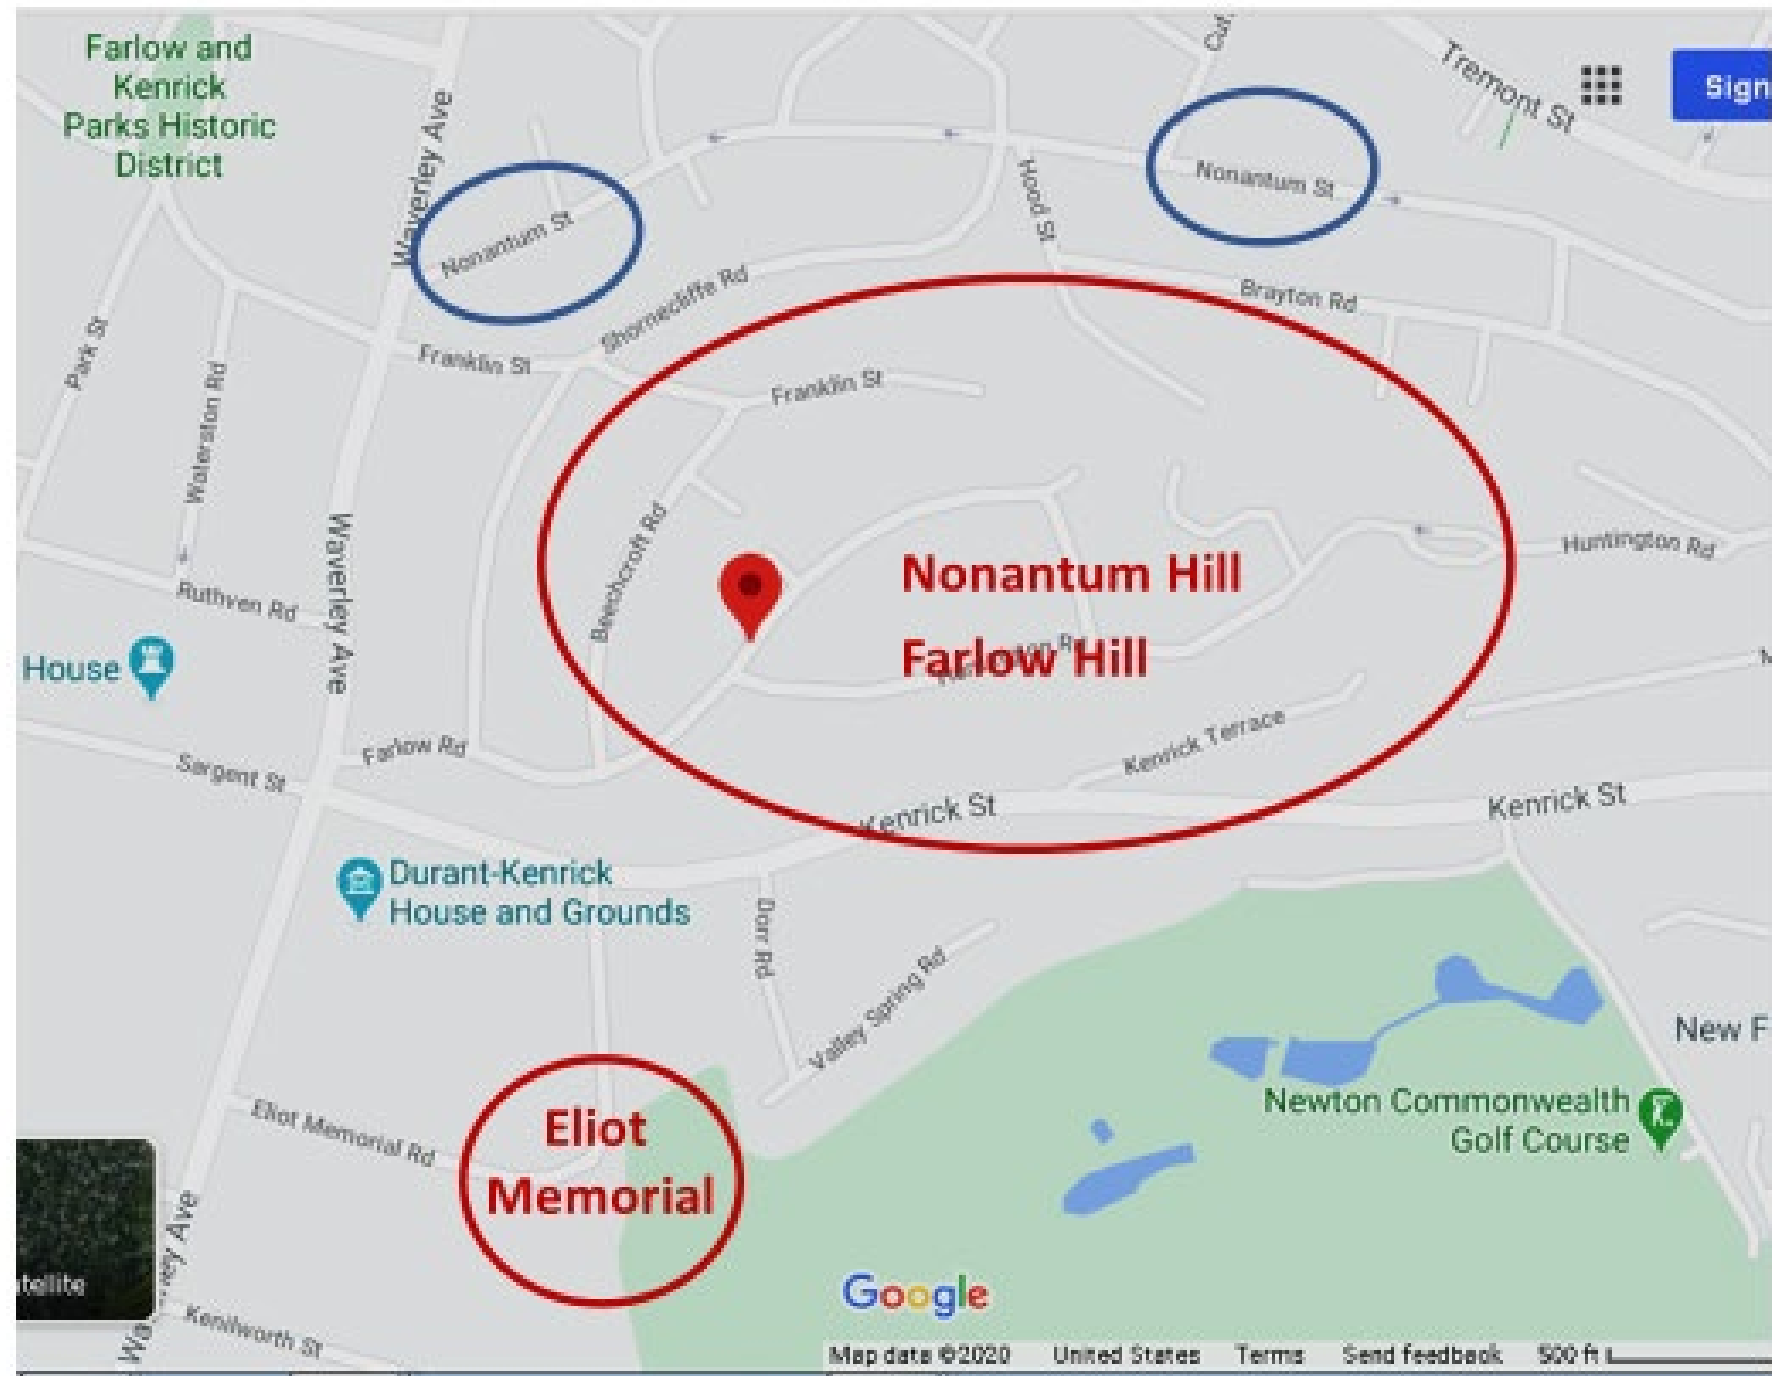 Farlow and
Kenrick
Parks Historic
District
Waverley Ave
Cut
Tremont St
Sign
Nonantum St
Nonantum St
Hood St
Shornecliffe Rd
Brayton Rd
Park St
Waterston Rd
Franklin St
Franklin St
Beechcroft Rd
Huntington Rd
Nonantum Hill
Farlow Hill
Ruthven Rd
Waverley Ave
House
Farlow Rd
Sargent St
Kenrick Terrace
Kenrick St
Kenrick St
Durant-Kenrick
House and Grounds
Dorr Rd
Valley Spring Rd
New F
Newton Commonwealth
Golf Course
Eliot Memorial Rd
Eliot
Memorial
tellite
Kenilworth St
Google
Map data ©2020 United States Terms Send feedback 500 ft